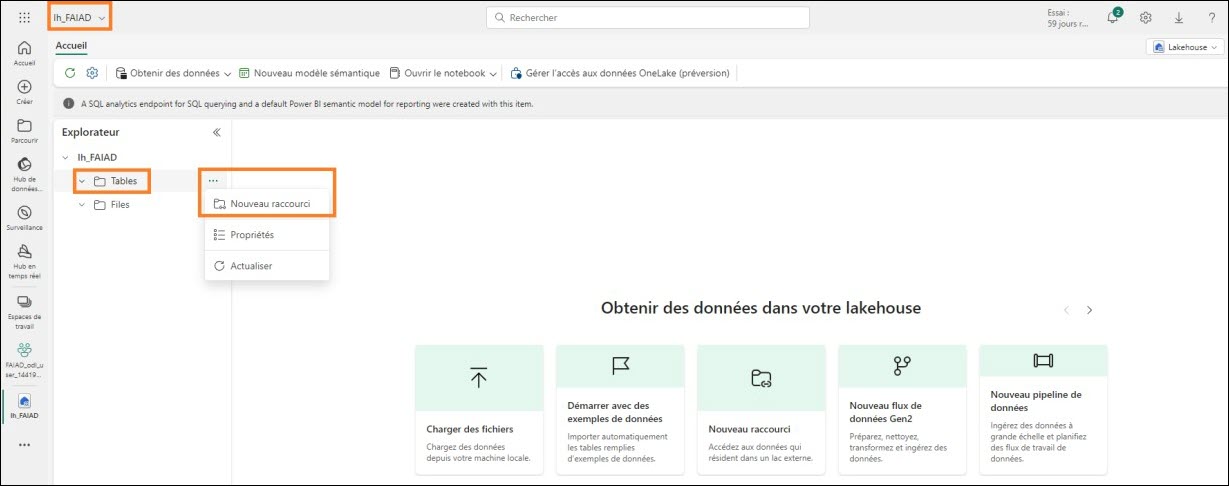 lh_FAIAD
Rechercher
Essai :
59 jours r...
2
?
Accueil
Lakehouse
Obtenir des données
Nouveau modèle sémantique
Ouvrir le notebook
Gérer l'accès aux données OneLake (préversion)
A SQL analytics endpoint for SQL querying and a default Power BI semantic model for reporting were created with this item.
Accueil
Créer
Parcourir
Hub de
données...
Surveillance
Hub en
temps réel
Espaces de
travail
FAIAD_odl_u
ser_14419...
lh_FAIAD
...
Explorateur
lh_FAIAD
Tables
...
Files
Nouveau raccourci
Propriétés
Actualiser
Obtenir des données dans votre lakehouse
Charger des fichiers
Chargez des données
depuis votre machine locale.
Démarrer avec des
exemples de données
Importer automatiquement
les tables remplies
d'exemples de données.
Nouveau raccourci
Accédez aux données qui
résident dans un lac externe.
Nouveau flux de
données Gen2
Préparez, nettoyez,
transformez et ingérez des
données.
Nouveau pipeline de
données
Ingérez des données à
grande échelle et planifiez
des flux de travail de
données.